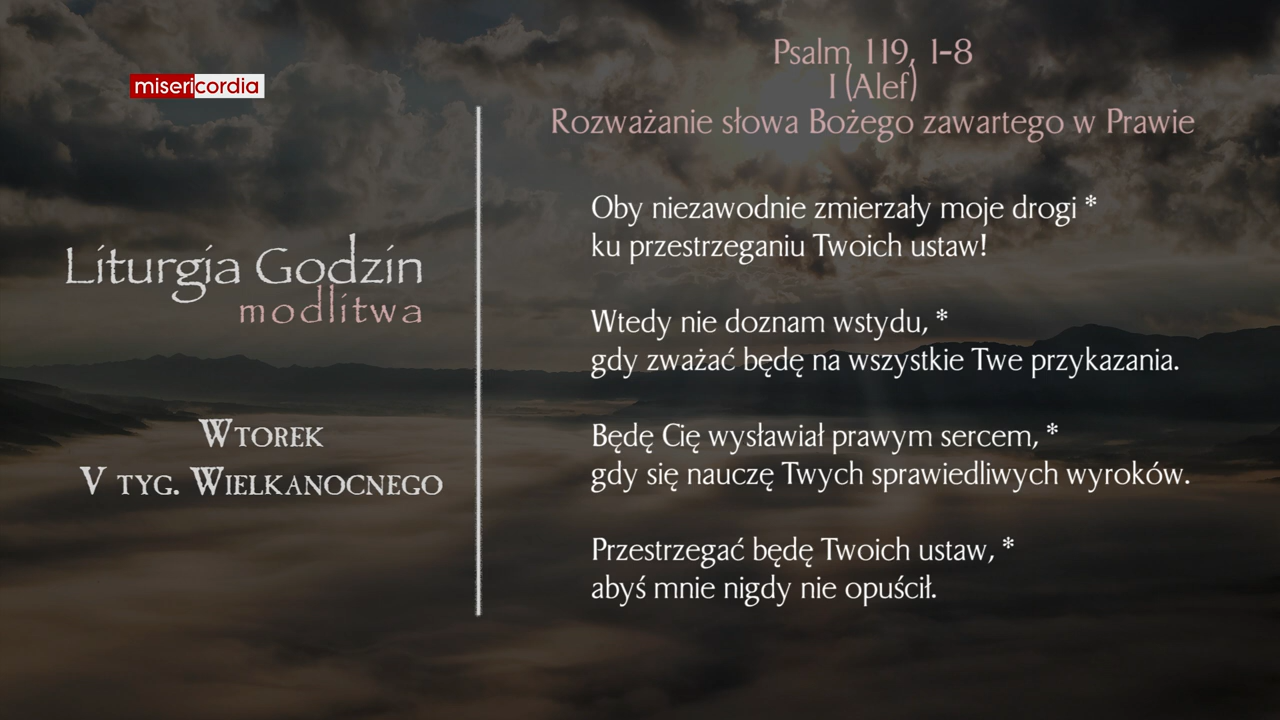 misericordia
Liturgia Godzin
modlitwa
Wtorek
V tyg. Wielkanocnego
Psalm 119, 1-8
I (Alef)
Rozważanie słowa Bożego zawartego w Prawie
Oby niezawodnie zmierzały moje drogi *
ku przestrzeganiu Twoich ustaw!
Wtedy nie doznam wstydu, *
gdy zważać będę na wszystkie Twe przykazania.
Będę Cię wysławiał prawym sercem, *
gdy się nauczę Twych sprawiedliwych wyroków.
Przestrzegać będę Twoich ustaw, *
abyś mnie nigdy nie opuścił.